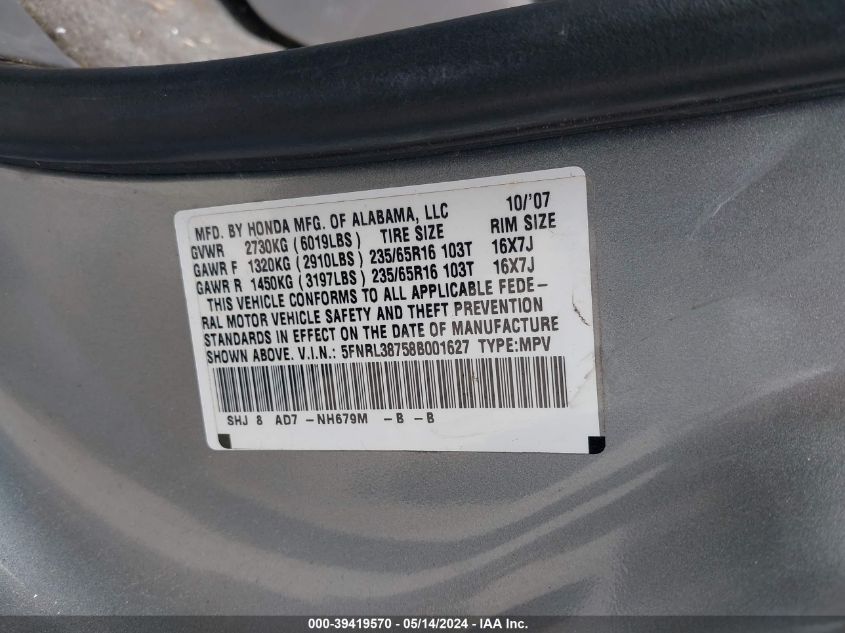 MFD. BY HONDA MFG. OF ALABAMA, LLC 10/'07
GVWR 2730KG (6019LBS) TIRE SIZE RIM SIZE
GAWR F 1320KG (2910LBS) 235/65R16 103T 16X7J
GAWR R 1450KG (3197LBS) 235/65R16 103T 16X7J
THIS VEHICLE CONFORMS TO ALL APPLICABLE FEDE-
RAL MOTOR VEHICLE SAFETY AND THEFT PREVENTION
STANDARDS IN EFFECT ON THE DATE OF MANUFACTURE
SHOWN ABOVE. V.I.N.: 5FNRL38758B001627 TYPE:MPV
SHJ 8 AD7 -NH679M -B -B
000-39419570 — 05/14/2024 — IAA Inc.